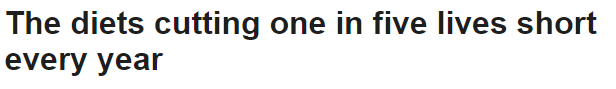 The diets cutting one in five lives short
every year